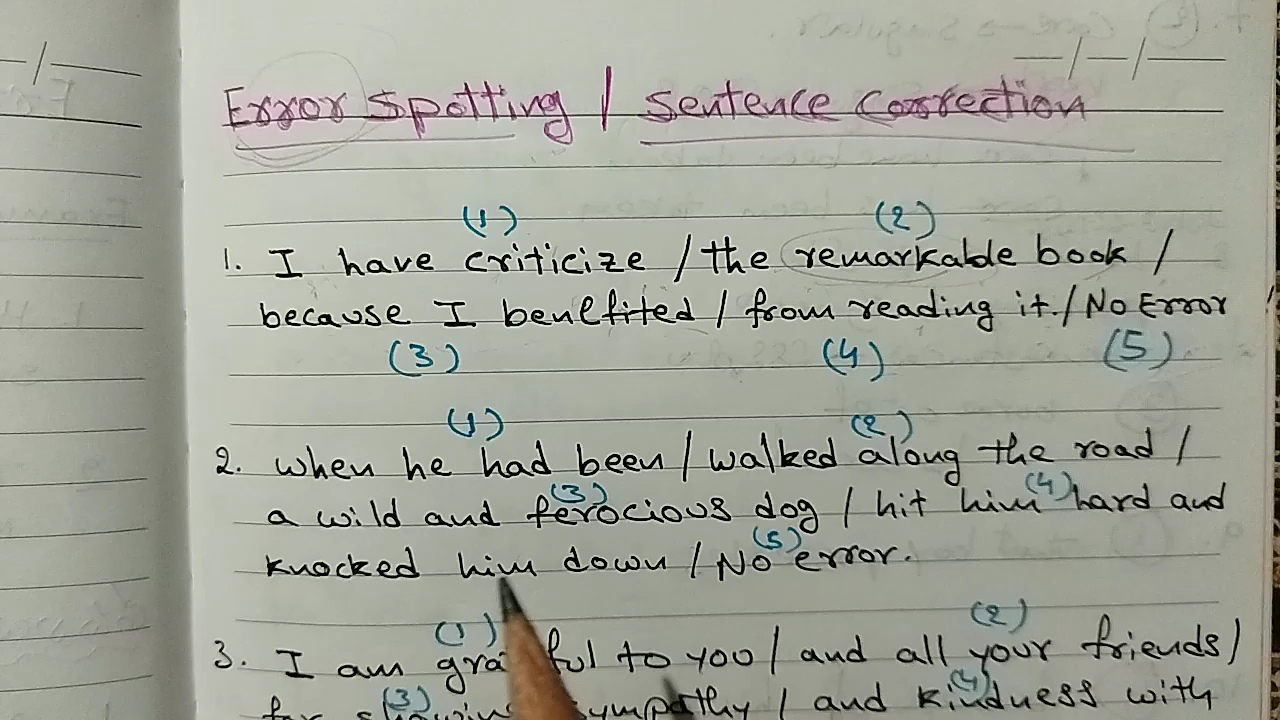 —/—/—
Error Spotting / Sentence Correction
(1) (2)
1. I have criticize / the remarkable book /
because I benefited / from reading it. / No Error
(3) (4) (5)
(1) (2)
2. when he had been / walked along the road /
(3) (4)
a wild and ferocious dog / hit him hard and
(5)
knocked him down / No error.
(1) (2)
3. I am grateful to you / and all your friends /
(3) (4)
for sympathy / and kindness with